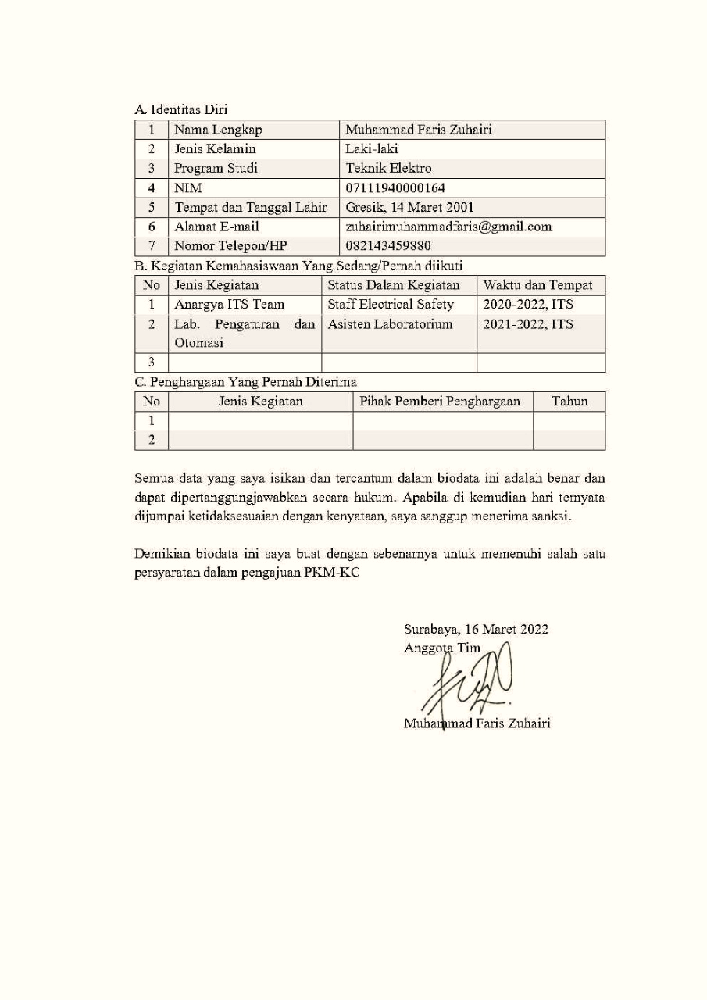 A. Identitas Diri
1 Nama Lengkap Muhammad Faris Zuhairi
2 Jenis Kelamin Laki-laki
3 Program Studi Teknik Elektro
4 NIM 07111940000164
5 Tempat dan Tanggal Lahir Gresik, 14 Maret 2001
6 Alamat E-mail zuhairimuhammadfaris@gmail.com
7 Nomor Telepon/HP 082143459880
B. Kegiatan Kemahasiswaan Yang Sedang/Pernah diikuti
No Jenis Kegiatan Status Dalam Kegiatan Waktu dan Tempat
1 Anargya ITS Team Staff Electrical Safety 2020-2022, ITS
2 Lab. Pengaturan dan Asisten Laboratorium 2021-2022, ITS
Otomasi
3
C. Penghargaan Yang Pernah Diterima
No Jenis Kegiatan Pihak Pemberi Penghargaan Tahun
1
2
Semua data yang saya isikan dan tercantum dalam biodata ini adalah benar dan
dapat dipertanggungjawabkan secara hukum. Apabila di kemudian hari ternyata
dijumpai ketidaksesuaian dengan kenyataan, saya sanggup menerima sanksi.
Demikian biodata ini saya buat dengan sebenarnya untuk memenuhi salah satu
persyaratan dalam pengajuan PKM-KC
Surabaya, 16 Maret 2022
Anggota Tim
Muhammad Faris Zuhairi